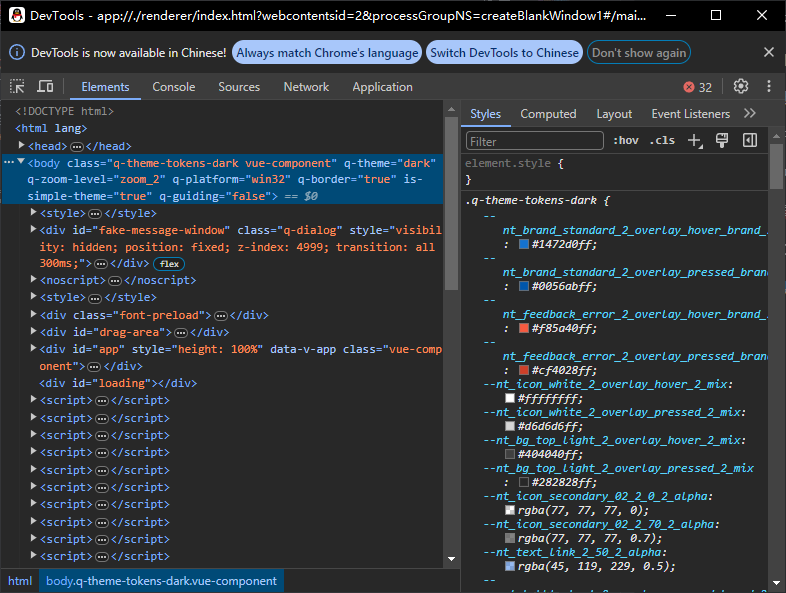 DevTools - app://./renderer/index.html?webcontentsid=2&processGroupNS=createBlankWindow1#/mai...
DevTools is now available in Chinese!
Always match Chrome's language
Switch DevTools to Chinese
Don't show again
Elements
Console
Sources
Network
Application
32
<!DOCTYPE html>
<html lang>
<head>…</head>
<body class="q-theme-tokens-dark vue-component" q-theme="dark"
q-zoom-level="zoom_2" q-platform="win32" q-border="true" is-
simple-theme="true" q-guiding="false"> == $0
<style>…</style>
<div id="fake-message-window" class="q-dialog" style="visibil
ity: hidden; position: fixed; z-index: 4999; transition: all
300ms;">…</div> flex
<noscript>…</noscript>
<style>…</style>
<div class="font-preload">…</div>
<div id="drag-area">…</div>
<div id="app" style="height: 100%" data-v-app class="vue-comp
onent">…</div>
<div id="loading"></div>
<script>…</script>
<script>…</script>
<script>…</script>
<script>…</script>
<script>…</script>
<script>…</script>
<script>…</script>
<script>…</script>
<script>…</script>
<script>…</script>
html
body.q-theme-tokens-dark.vue-component
Styles
Computed
Layout
Event Listeners
Filter
:hov
.cls
element.style {
}
.q-theme-tokens-dark {
--
nt_brand_standard_2_overlay_hover_brand_
: #1472d0ff;
--
nt_brand_standard_2_overlay_pressed_bran
: #0056abff;
--
nt_feedback_error_2_overlay_hover_brand_
: #f85a40ff;
--
nt_feedback_error_2_overlay_pressed_bran
: #cf4028ff;
--nt_icon_white_2_overlay_hover_2_mix:
#ffffffff;
--nt_icon_white_2_overlay_pressed_2_mix:
#d6d6d6ff;
--nt_bg_top_light_2_overlay_hover_2_mix:
#404040ff;
--nt_bg_top_light_2_overlay_pressed_2_mix
: #282828ff;
--nt_icon_secondary_02_2_0_2_alpha:
rgba(77, 77, 77, 0);
--nt_icon_secondary_02_2_70_2_alpha:
rgba(77, 77, 77, 0.7);
--nt_text_link_2_50_2_alpha:
rgba(45, 119, 229, 0.5);
--